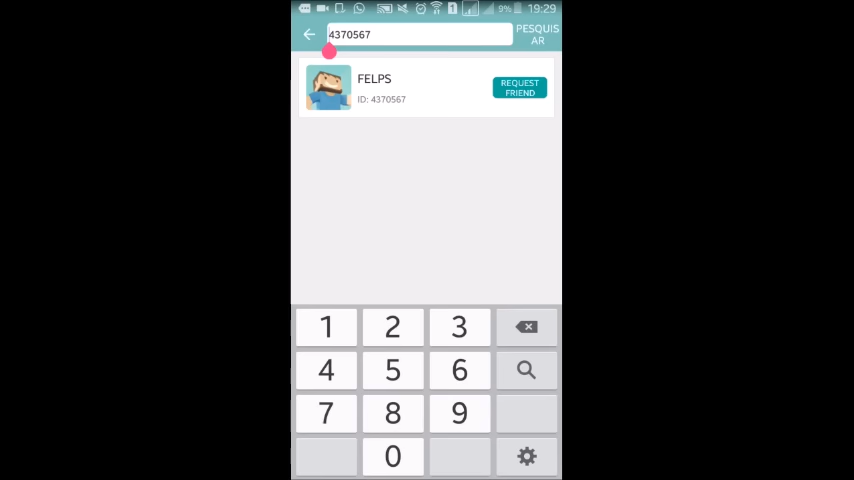 1 9% 19:29
4370567
PESQUIS
AR
FELPS
ID: 4370567
REQUEST
FRIEND
1 2 3
4 5 6
7 8 9
0